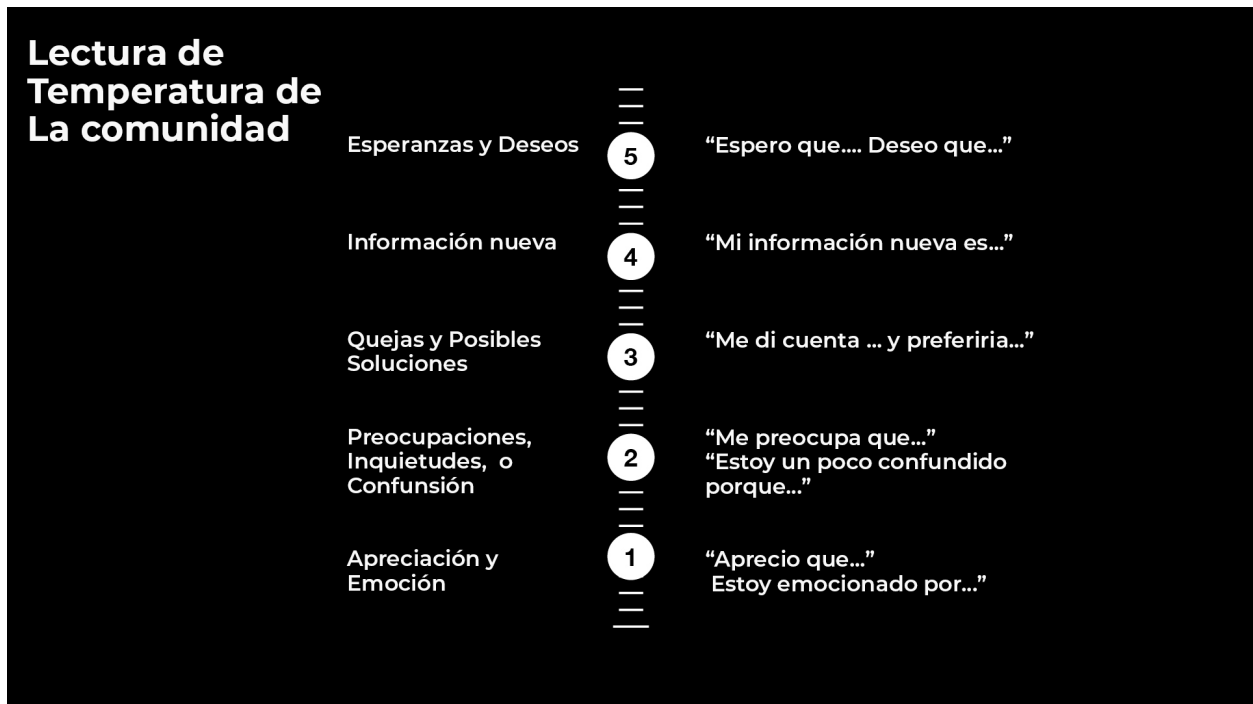 Lectura de
Temperatura de
La comunidad
Esperanzas y Deseos
5
“Espero que.... Deseo que...”
Información nueva
4
“Mi información nueva es...”
Quejas y Posibles
Soluciones
3
“Me di cuenta ... y preferiria...”
Preocupaciones,
Inquietudes,  o
Confunsión
2
“Me preocupa que...”
“Estoy un poco confundido
porque...”
Apreciación y
Emoción
1
“Aprecio que...”
Estoy emocionado por...”